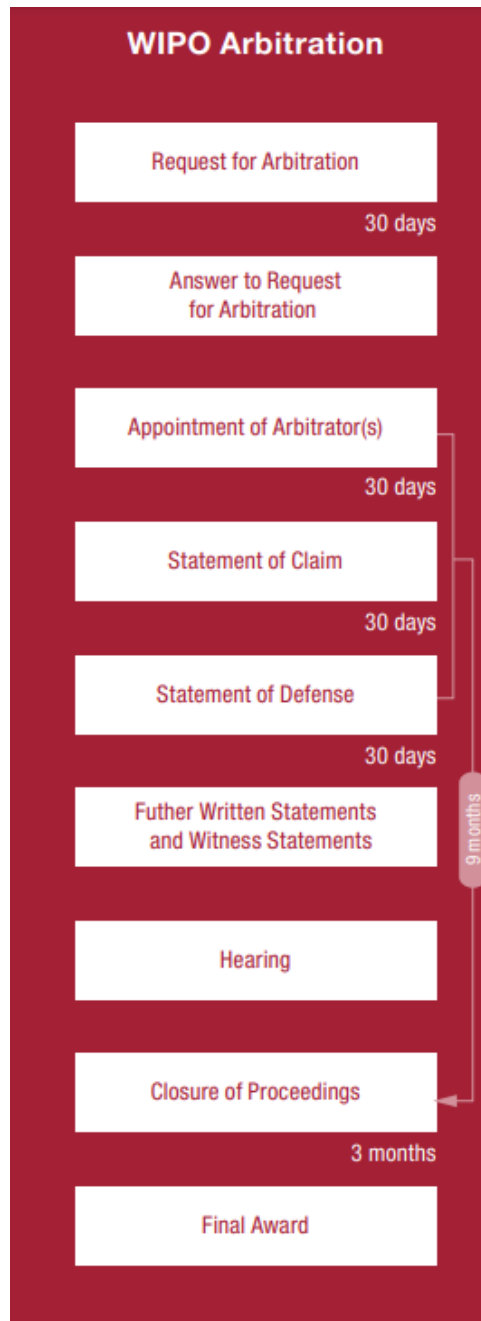 WIPO Arbitration
Request for Arbitration
30 days
Answer to Request
for Arbitration
Appointment of Arbitrator(s)
30 days
Statement of Claim
30 days
Statement of Defense
30 days
Futher Written Statements
and Witness Statements
9 months
Hearing
Closure of Proceedings
3 months
Final Award